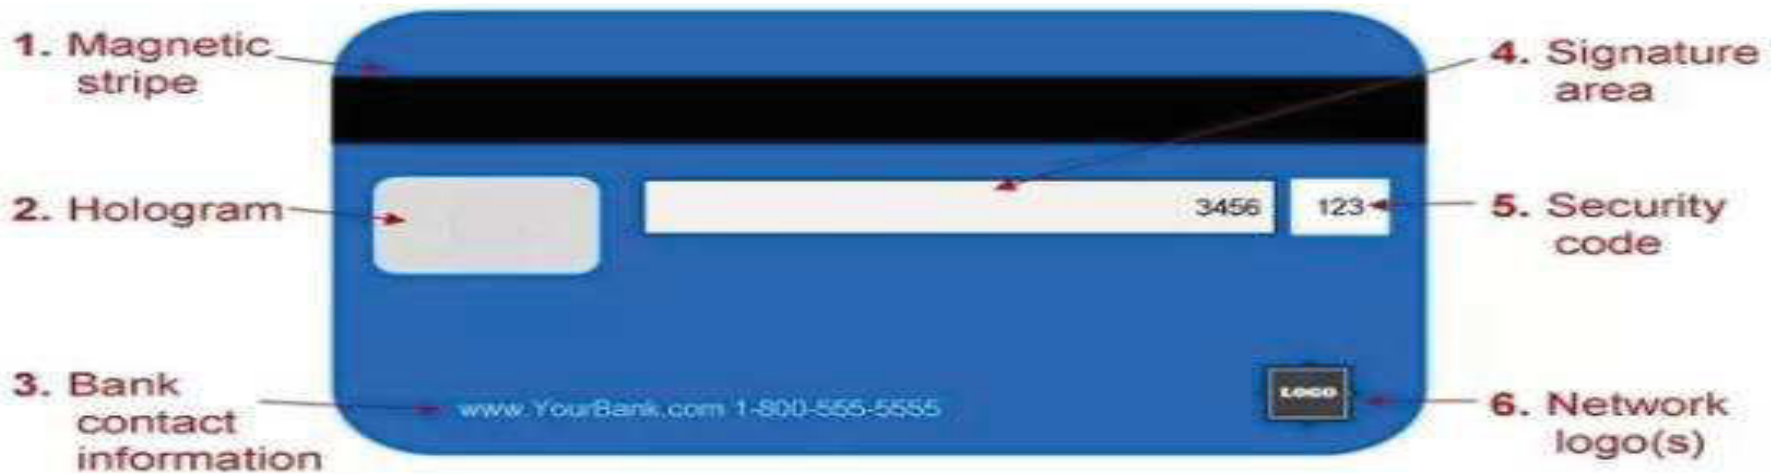 1. Magnetic
stripe
2. Hologram
3. Bank
contact
information
www.YourBank.com 1-800-555-5555
3456
123
LOGO
4. Signature
area
5. Security
code
6. Network
logo(s)